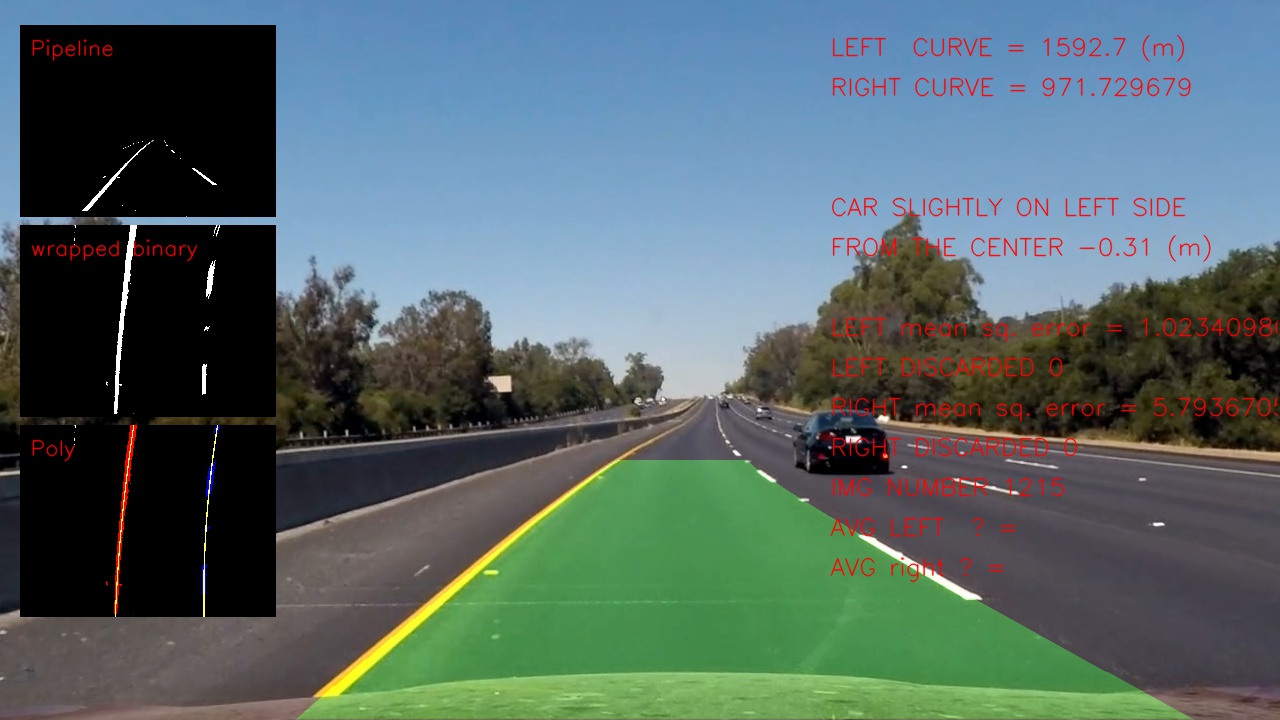 Pipeline
wrapped binary
Poly
LEFT CURVE = 1592.7 (m)
RIGHT CURVE = 971.729679
CAR SLIGHTLY ON LEFT SIDE
FROM THE CENTER -0.31 (m)
LEFT mean sq. error = 1.0234098
LEFT DISCARDED 0
RIGHT mean sq. error = 5.793670
RIGHT DISCARDED 0
IMG NUMBER 1215
AVG LEFT ? =
AVG right ? =